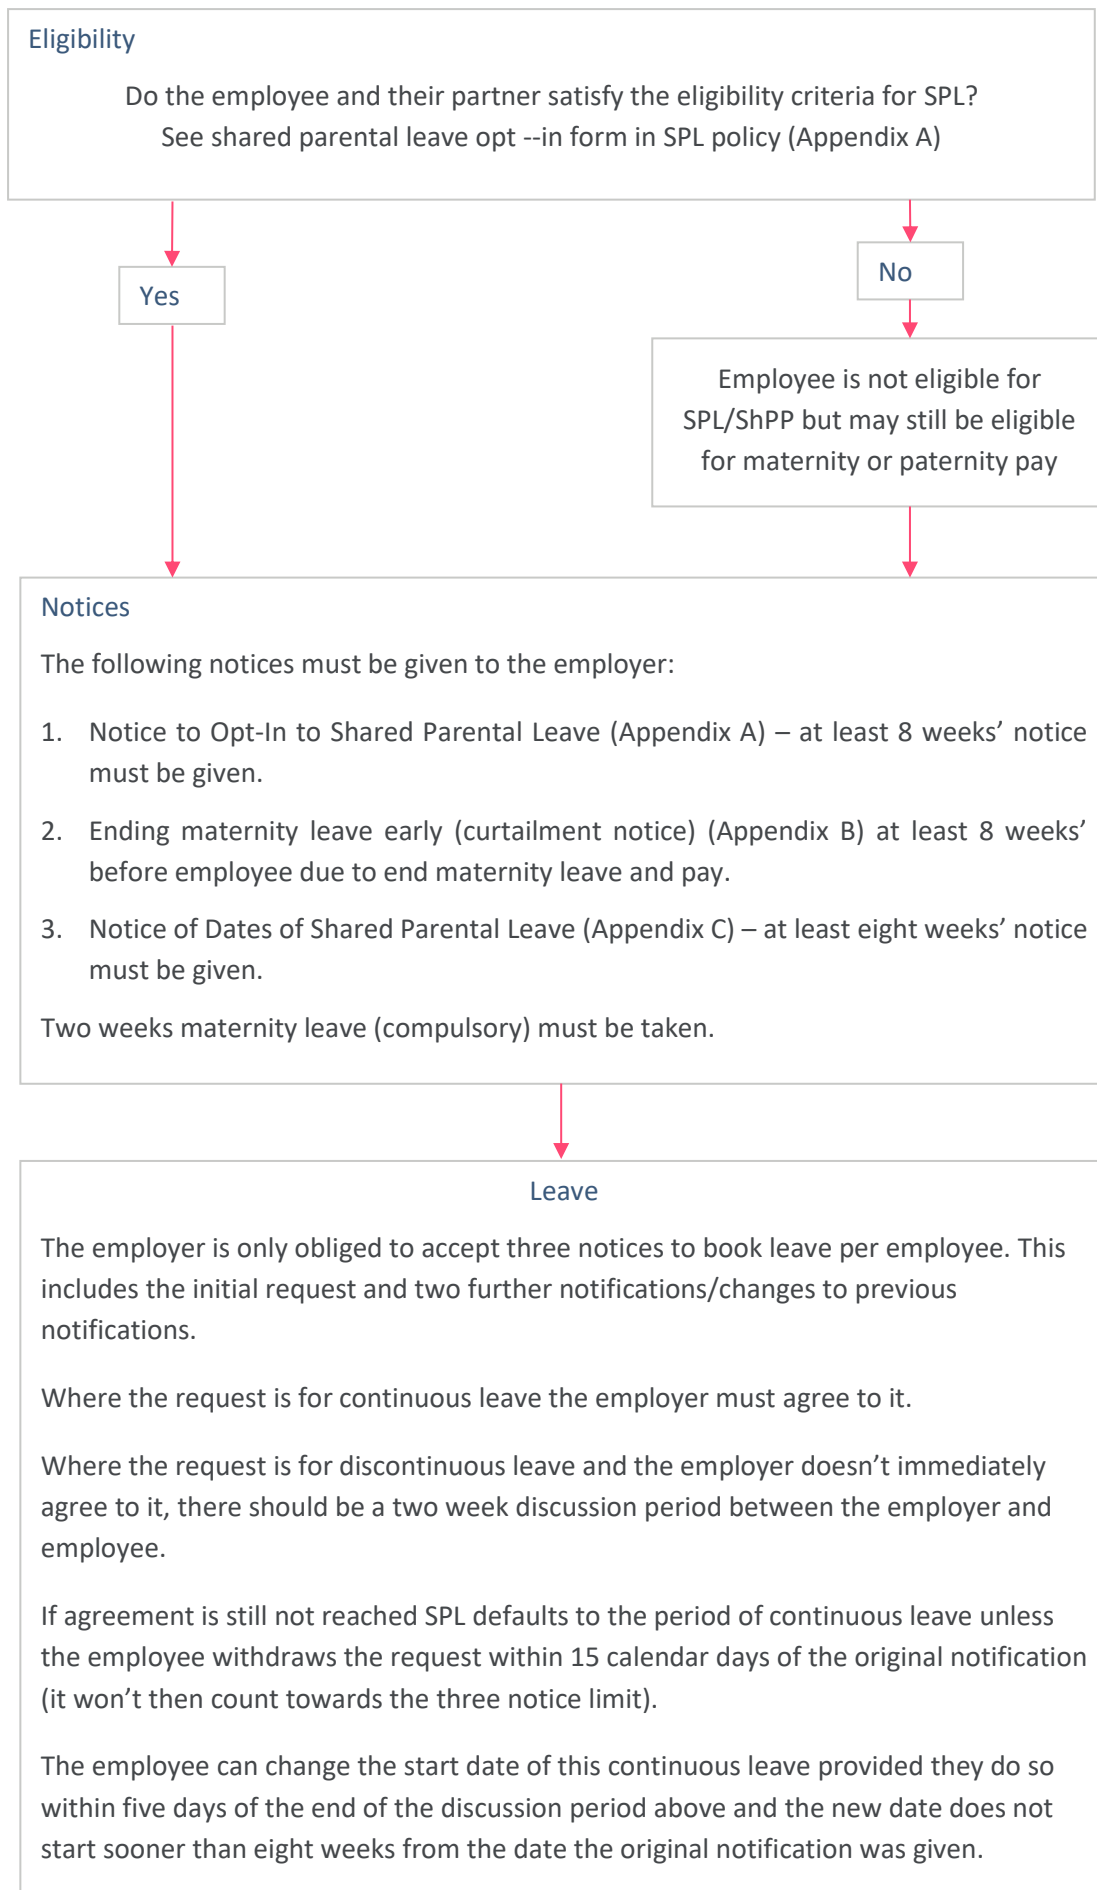 Eligibility
Do the employee and their partner satisfy the eligibility criteria for SPL?
See shared parental leave opt --in form in SPL policy (Appendix A)
Yes
No
Employee is not eligible for
SPL/ShPP but may still be eligible
for maternity or paternity pay
Notices
The following notices must be given to the employer:
1. Notice to Opt-In to Shared Parental Leave (Appendix A) – at least 8 weeks’ notice
must be given.
2. Ending maternity leave early (curtailment notice) (Appendix B) at least 8 weeks’
before employee due to end maternity leave and pay.
3. Notice of Dates of Shared Parental Leave (Appendix C) – at least eight weeks’ notice
must be given.
Two weeks maternity leave (compulsory) must be taken.
Leave
The employer is only obliged to accept three notices to book leave per employee. This
includes the initial request and two further notifications/changes to previous
notifications.
Where the request is for continuous leave the employer must agree to it.
Where the request is for discontinuous leave and the employer doesn’t immediately
agree to it, there should be a two week discussion period between the employer and
employee.
If agreement is still not reached SPL defaults to the period of continuous leave unless
the employee withdraws the request within 15 calendar days of the original notification
(it won’t then count towards the three notice limit).
The employee can change the start date of this continuous leave provided they do so
within five days of the end of the discussion period above and the new date does not
start sooner than eight weeks from the date the original notification was given.